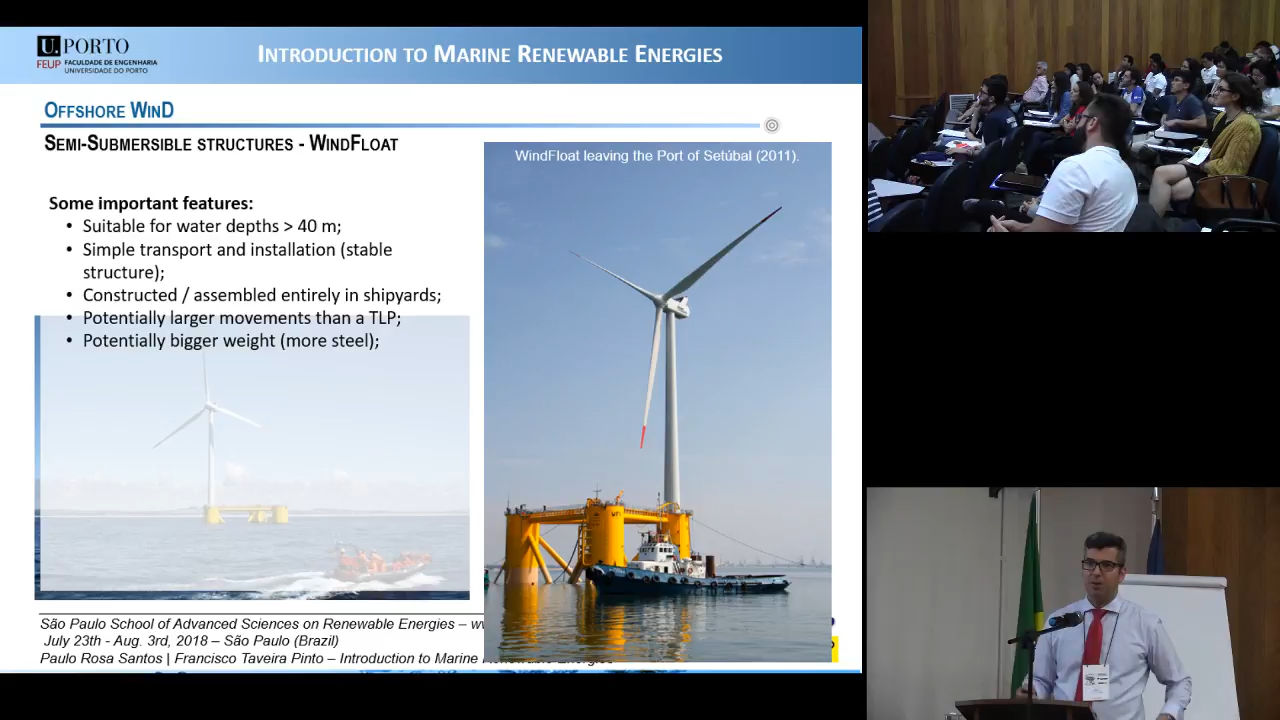 U. PORTO
FEUP FACULDADE DE ENGENHARIA
UNIVERSIDADE DO PORTO
INTRODUCTION TO MARINE RENEWABLE ENERGIES
OFFSHORE WIND
SEMI-SUBMERSIBLE STRUCTURES - WINDFLOAT
WindFloat leaving the Port of Setúbal (2011).
Some important features:
• Suitable for water depths > 40 m;
• Simple transport and installation (stable
structure);
• Constructed / assembled entirely in shipyards;
• Potentially larger movements than a TLP;
• Potentially bigger weight (more steel);
São Paulo School of Advanced Sciences on Renewable Energies –
July 23th - Aug. 3rd, 2018 – São Paulo (Brazil)
Paulo Rosa Santos | Francisco Taveira Pinto – Introduction to Marine Renewable Energies